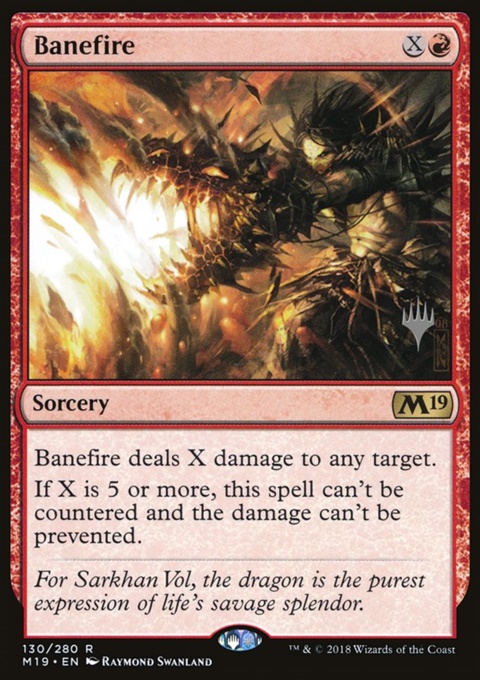 Banefire X
Sorcery M19
Banefire deals X damage to any target.
If X is 5 or more, this spell can't be
countered and the damage can't be
prevented.
For Sarkhan Vol, the dragon is the purest
expression of life's savage splendor.
130/280 R
M19 • EN Raymond Swanland ™ & © 2018 Wizards of the Coast